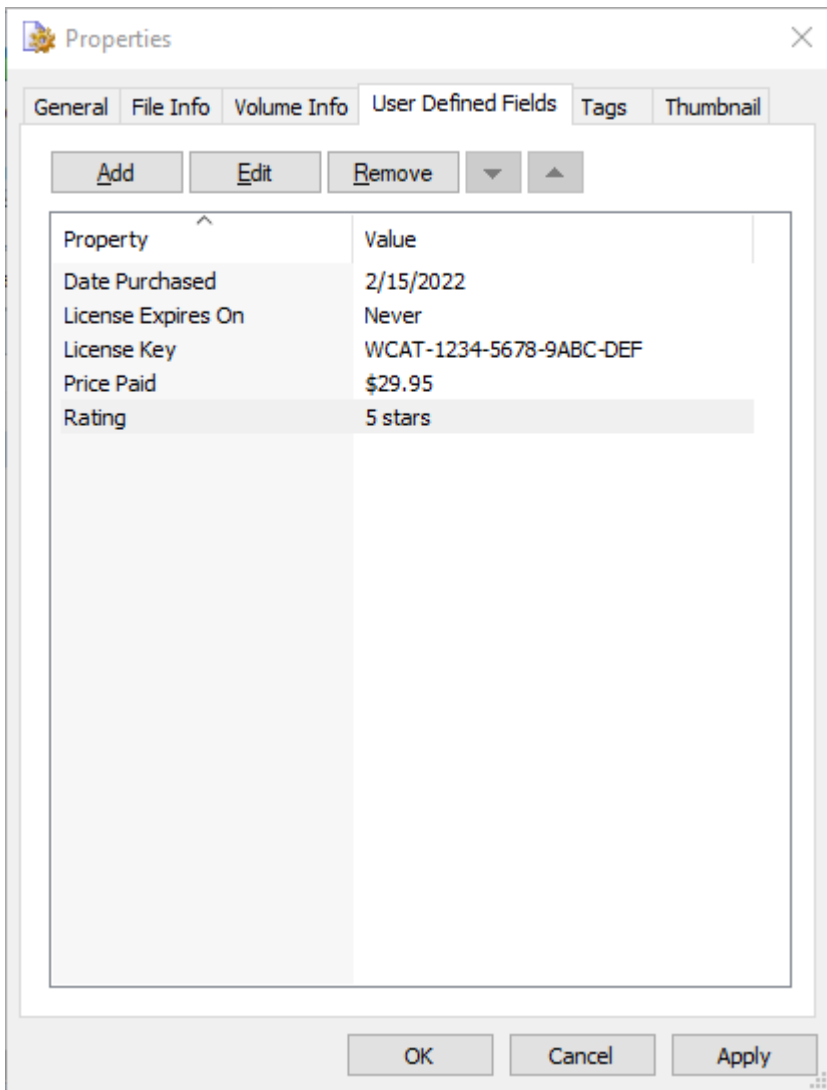 Properties
General File Info Volume Info User Defined Fields Tags Thumbnail
Add Edit Remove
Property Value
Date Purchased 2/15/2022
License Expires On Never
License Key WCAT-1234-5678-9ABC-DEF
Price Paid $29.95
Rating 5 stars
OK Cancel Apply